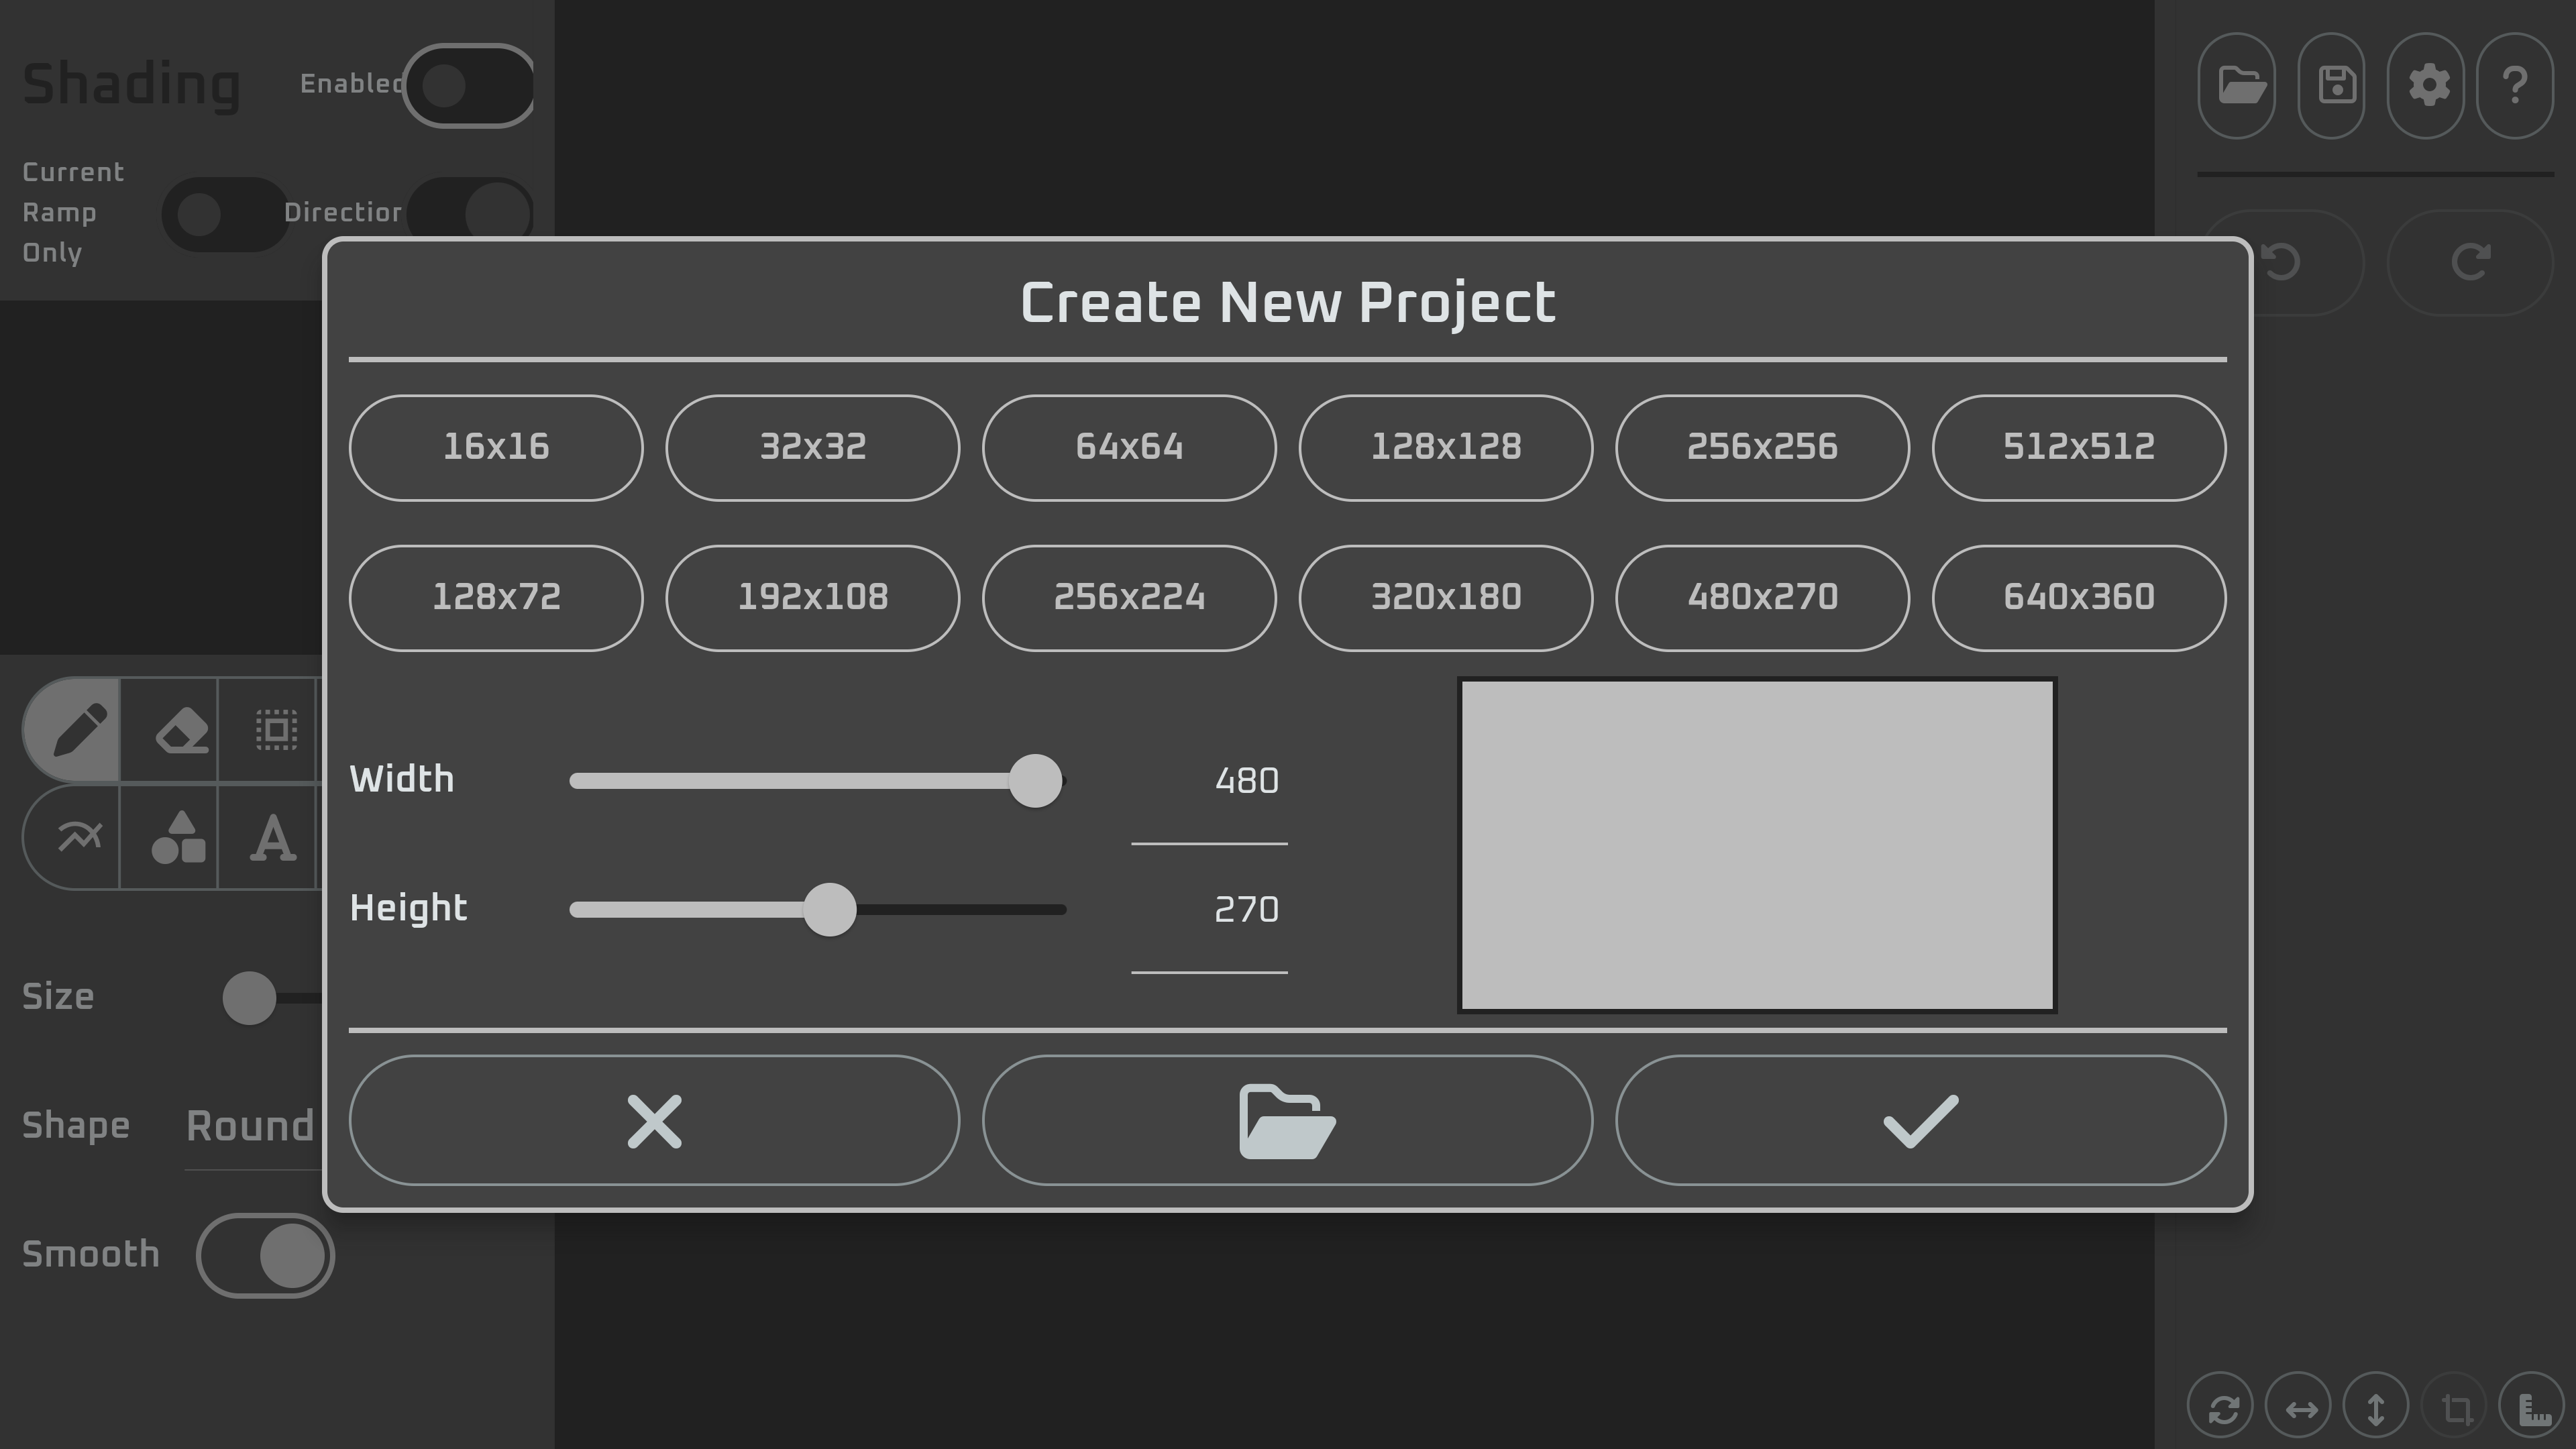 Shading
Enabled
Current
Ramp
Only
Direction
Create New Project
16x16 32x32 64x64 128x128 256x256 512x512
128x72 192x108 256x224 320x180 480x270 640x360
Width 480
Height 270
Size
Shape Round
Smooth